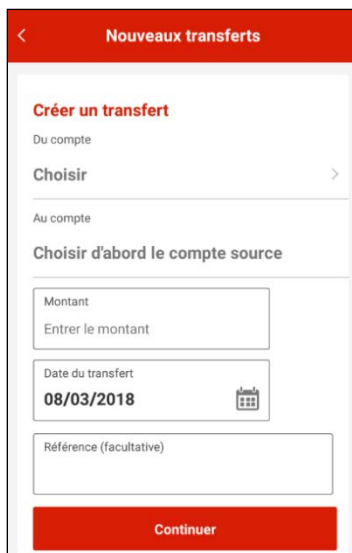 Nouveaux transferts
Créer un transfert
Du compte
Choisir
Au compte
Choisir d'abord le compte source
Montant
Entrer le montant
Date du transfert
08/03/2018
Référence (facultative)
Continuer